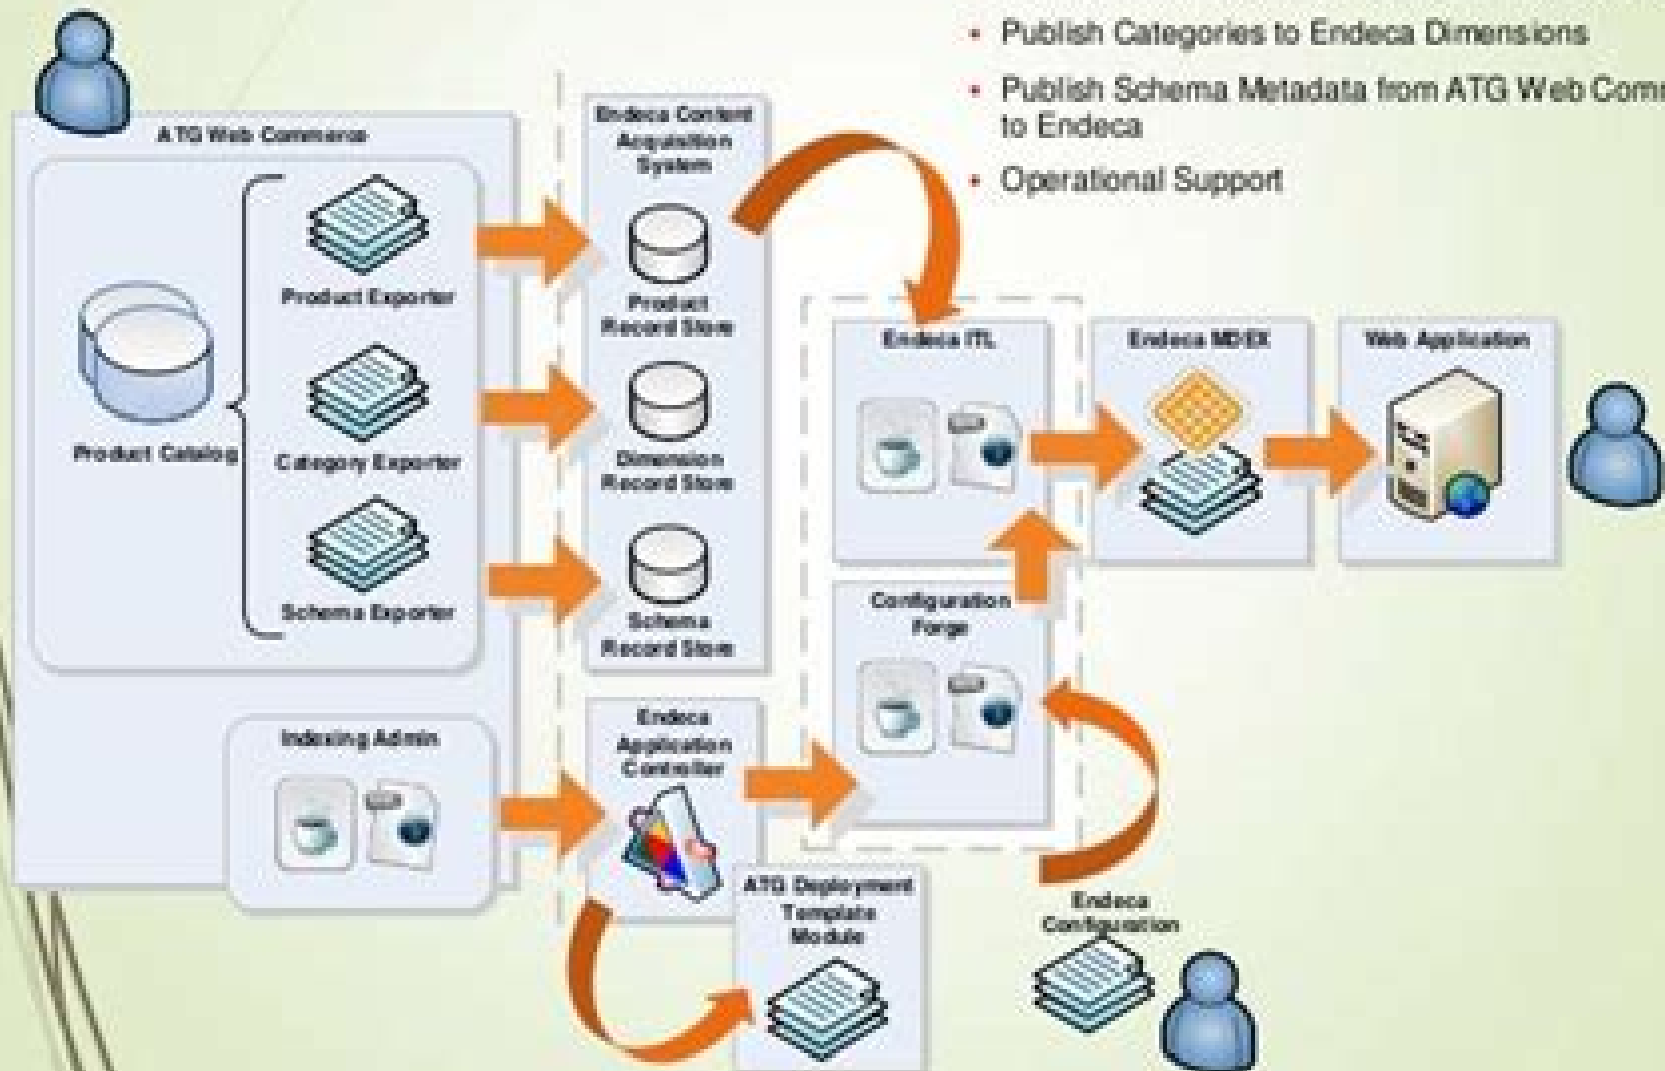 • Publish Categories to Endeca Dimensions
• Publish Schema Metadata from ATG Web Comm
to Endeca
• Operational Support
ATG Web Commerce
Product Catalog
Product Exporter
Category Exporter
Schema Exporter
Indexing Admin
Endeca Content
Acquisition
System
Product
Record Store
Dimension
Record Store
Schema
Record Store
Endeca
Application
Controller
ATG Deployment
Template
Module
Endeca ITL
Configuration
Forge
Endeca MDEX
Web Application
Endeca
Configuration